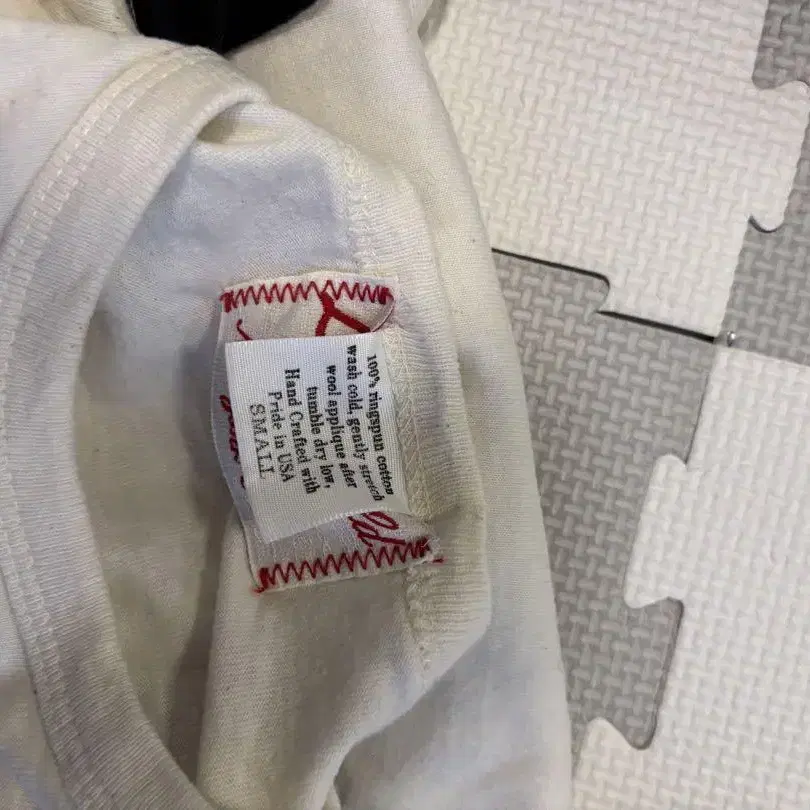 100% ringspun cotton
wash cold, gently stretch
wool applique after
tumble dry low,
Hand Crafted with
Pride in USA
SMALL
L
ld